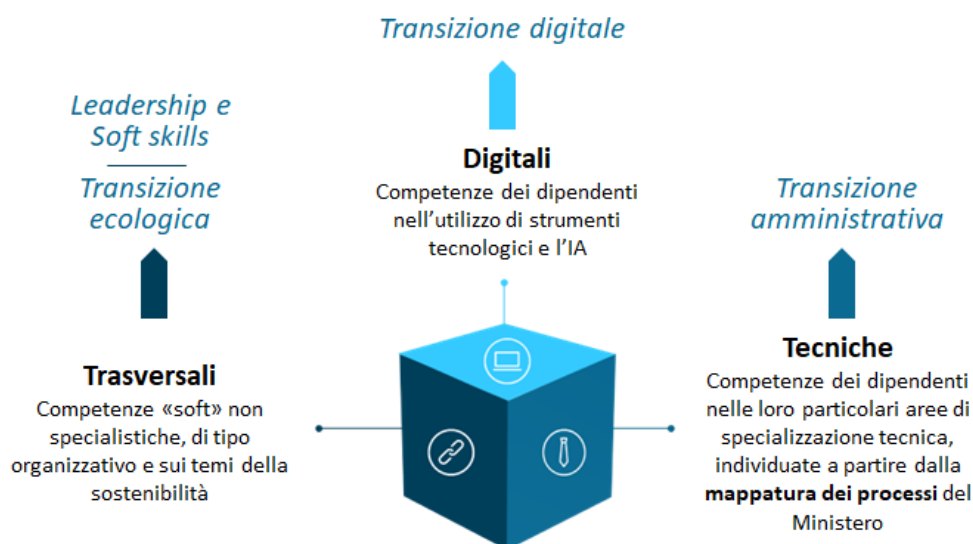 Leadership e
Soft skills
Transizione
ecologica
Trasversali
Competenze «soft» non
specialistiche, di tipo
organizzativo e sui temi della
sostenibilità
Transizione digitale
Digitali
Competenze dei dipendenti
nell’utilizzo di strumenti
tecnologici e l’IA
Transizione
amministrativa
Tecniche
Competenze dei dipendenti
nelle loro particolari aree di
specializzazione tecnica,
individuate a partire dalla
mappatura dei processi del
Ministero